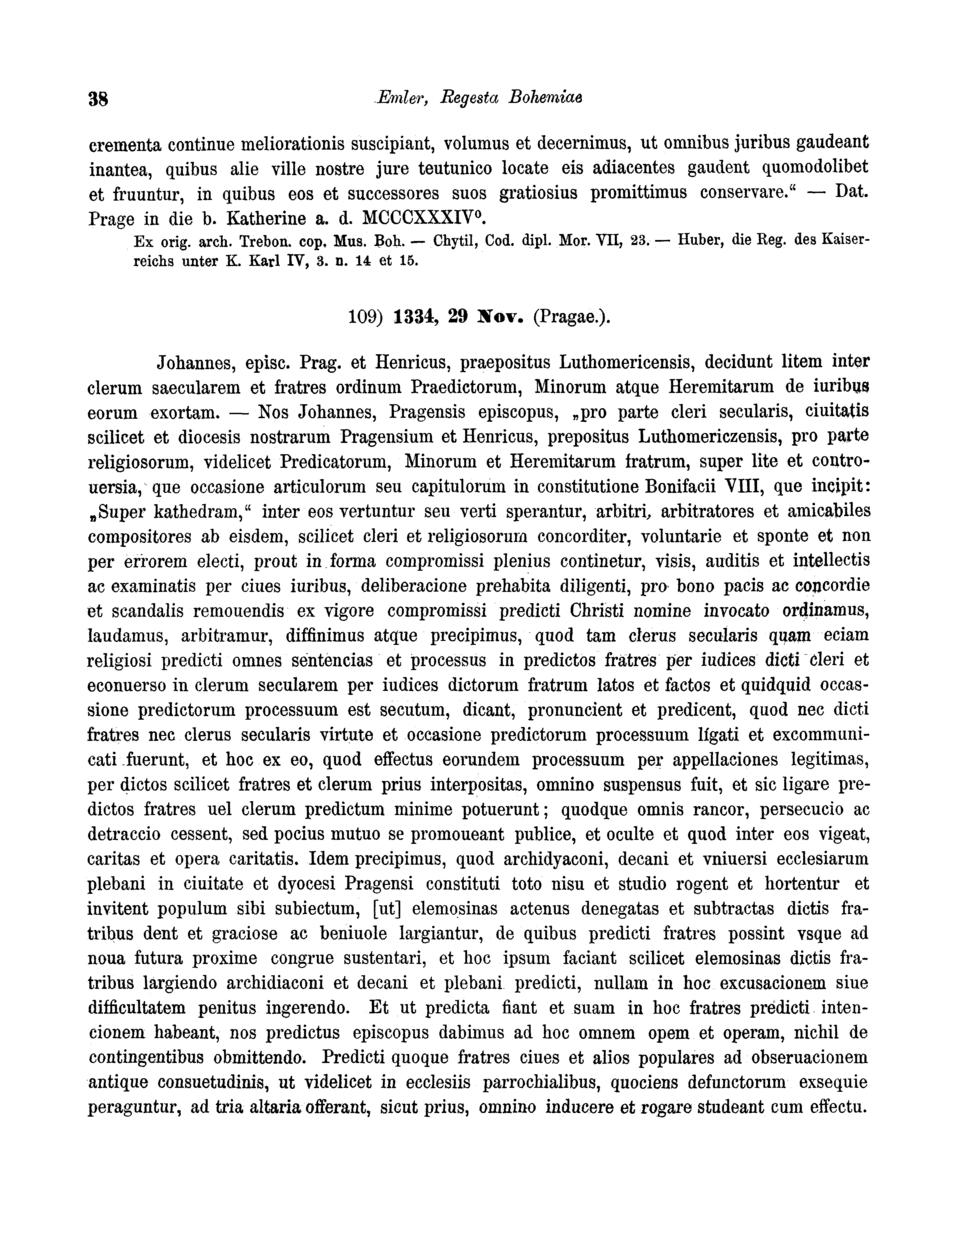 38 Emler, Regesta Bohemiae
crementa continue meliorationis suscipiant, volumus et decernimus, ut omnibus juribus gaudeant
inantea, quibus alie ville nostre jure teutunico locate eis adiacentes gaudent quomodolibet
et fruuntur, in quibus eos et successores suos gratiosius promittimus conservare.“ — Dat.
Prage in die b. Katherine a. d. MCCCXXXIV⁰.
Ex orig. arch. Trebon. cop. Mus. Boh. — Chytil, Cod. dipl. Mor. VII, 23. — Huber, die Reg. des Kaiser-
reichs unter K. Karl IV, 3. n. 14 et 15.
109) 1334, 29 Nov. (Pragae.).
Johannes, episc. Prag. et Henricus, praepositus Luthomericensis, decidunt litem inter
clerum saecularem et fratres ordinum Praedictorum, Minorum atque Heremitarum de iuribus
eorum exortam. — Nos Johannes, Pragensis episcopus, „pro parte cleri secularis, ciuitatis
scilicet et diocesis nostrarum Pragensium et Henricus, prepositus Luthomericzensis, pro parte
religiosorum, videlicet Predicatorum, Minorum et Heremitarum fratrum, super lite et contro-
uersia, que occasione articulorum seu capitulorum in constitutione Bonifacii VIII, que incipit:
„Super kathedram,“ inter eos vertuntur seu verti sperantur, arbitri, arbitratores et amicabiles
compositores ab eisdem, scilicet cleri et religiosorum concorditer, voluntarie et sponte et non
per errorem electi, prout in forma compromissi plenius continetur, visis, auditis et intellectis
ac examinatis per ciues iuribus, deliberacione prehabita diligenti, pro bono pacis ac concordie
et scandalis remouendis ex vigore compromissi predicti Christi nomine invocato ordinamus,
laudamus, arbitramur, diffinimus atque precipimus, quod tam clerus secularis quam eciam
religiosi predicti omnes sentencias et processus in predictos fratres per iudices dicti cleri et
econuerso in clerum secularem per iudices dictorum fratrum latos et factos et quidquid occas-
sione predictorum processuum est secutum, dicant, pronuncient et predicent, quod nec dicti
fratres nec clerus secularis virtute et occasione predictorum processuum ligati et excommuni-
cati fuerunt, et hoc ex eo, quod effectus eorundem processuum per appellaciones legitimas,
per dictos scilicet fratres et clerum prius interpositas, omnino suspensus fuit, et sic ligare pre-
dictos fratres uel clerum predictum minime potuerunt; quodque omnis rancor, persecucio ac
detraccio cessent, sed pocius mutuo se promoueant publice, et oculte et quod inter eos vigeat,
caritas et opera caritatis. Idem precipimus, quod archidyaconi, decani et vniuersi ecclesiarum
plebani in ciuitate et dyocesi Pragensi constituti toto nisu et studio rogent et hortentur et
invitent populum sibi subiectum, [ut] elemosinas actenus denegatas et subtractas dictis fra-
tribus dent et graciose ac beniuole largiantur, de quibus predicti fratres possint vsque ad
noua futura proxime congrue sustentari, et hoc ipsum faciant scilicet elemosinas dictis fra-
tribus largiendo archidiaconi et decani et plebani predicti, nullam in hoc excusacionem siue
difficultatem penitus ingerendo. Et ut predicta fiant et suam in hoc fratres predicti inten-
cionem habeant, nos predictus episcopus dabimus ad hoc omnem opem et operam, nichil de
contingentibus obmittendo. Predicti quoque fratres ciues et alios populares ad obseruacionem
antique consuetudinis, ut videlicet in ecclesiis parrochialibus, quociens defunctorum exsequie
peraguntur, ad tria altaria offerant, sicut prius, omnino inducere et rogare studeant cum effectu.